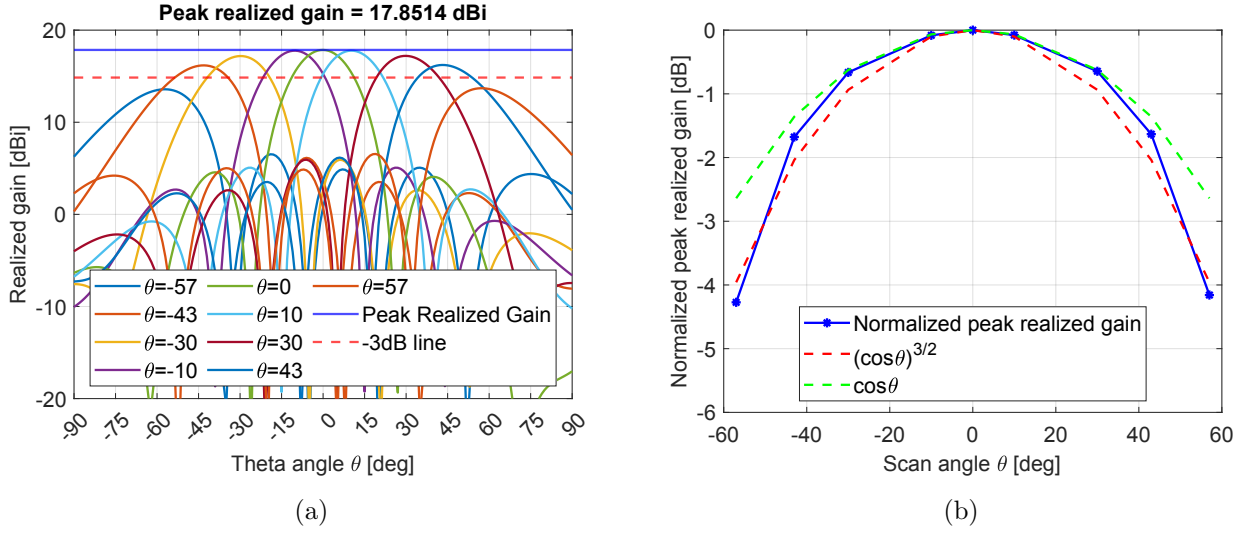 Peak realized gain = 17.8514 dBi
Realized gain [dBi]
20
10
0
-10
-20
θ=-57
θ=-43
θ=-30
θ=-10
θ=0
θ=10
θ=30
θ=43
θ=57
Peak Realized Gain
-3dB line
-90
-75
-60
-45
-30
-15
0
15
30
45
60
75
90
Theta angle θ [deg]
(a)
Normalized peak realized gain [dB]
0
-1
-2
-3
-4
-5
-6
Normalized peak realized gain
(cosθ)^3/2
cosθ
-60
-40
-20
0
20
40
60
Scan angle θ [deg]
(b)